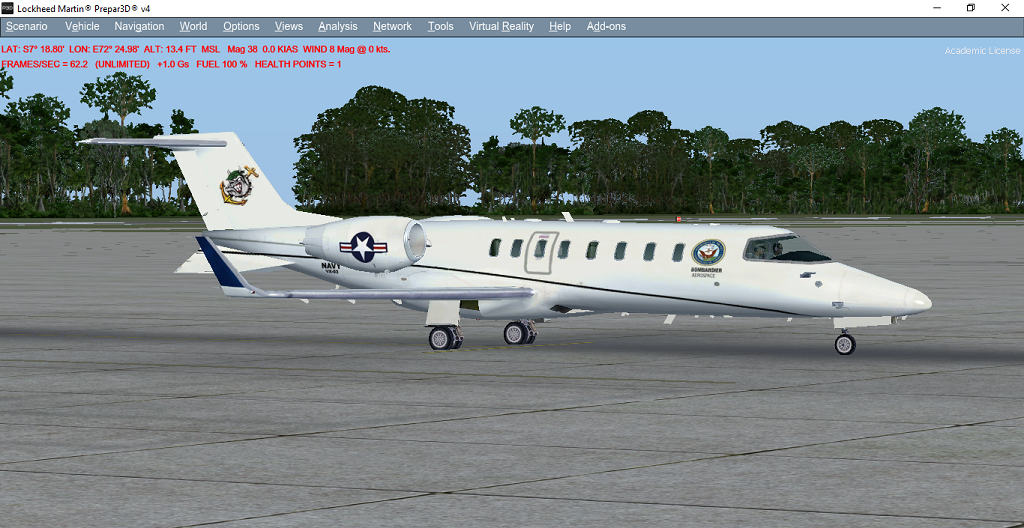 Lockheed Martin® Prepar3D® v4
Scenario Vehicle Navigation World Options Views Analysis Network Tools Virtual Reality Help Add-ons
LAT: S7° 18.80' LON: E72° 24.98' ALT: 13.4 FT MSL Mag 38 0.0 KIAS WIND 8 Mag @ 0 kts.
Academic License
FRAMES/SEC = 62.2 (UNLIMITED) +1.0 Gs FUEL 100 % HEALTH POINTS = 1
NAVY
BOMBARDIER
AEROSPACE